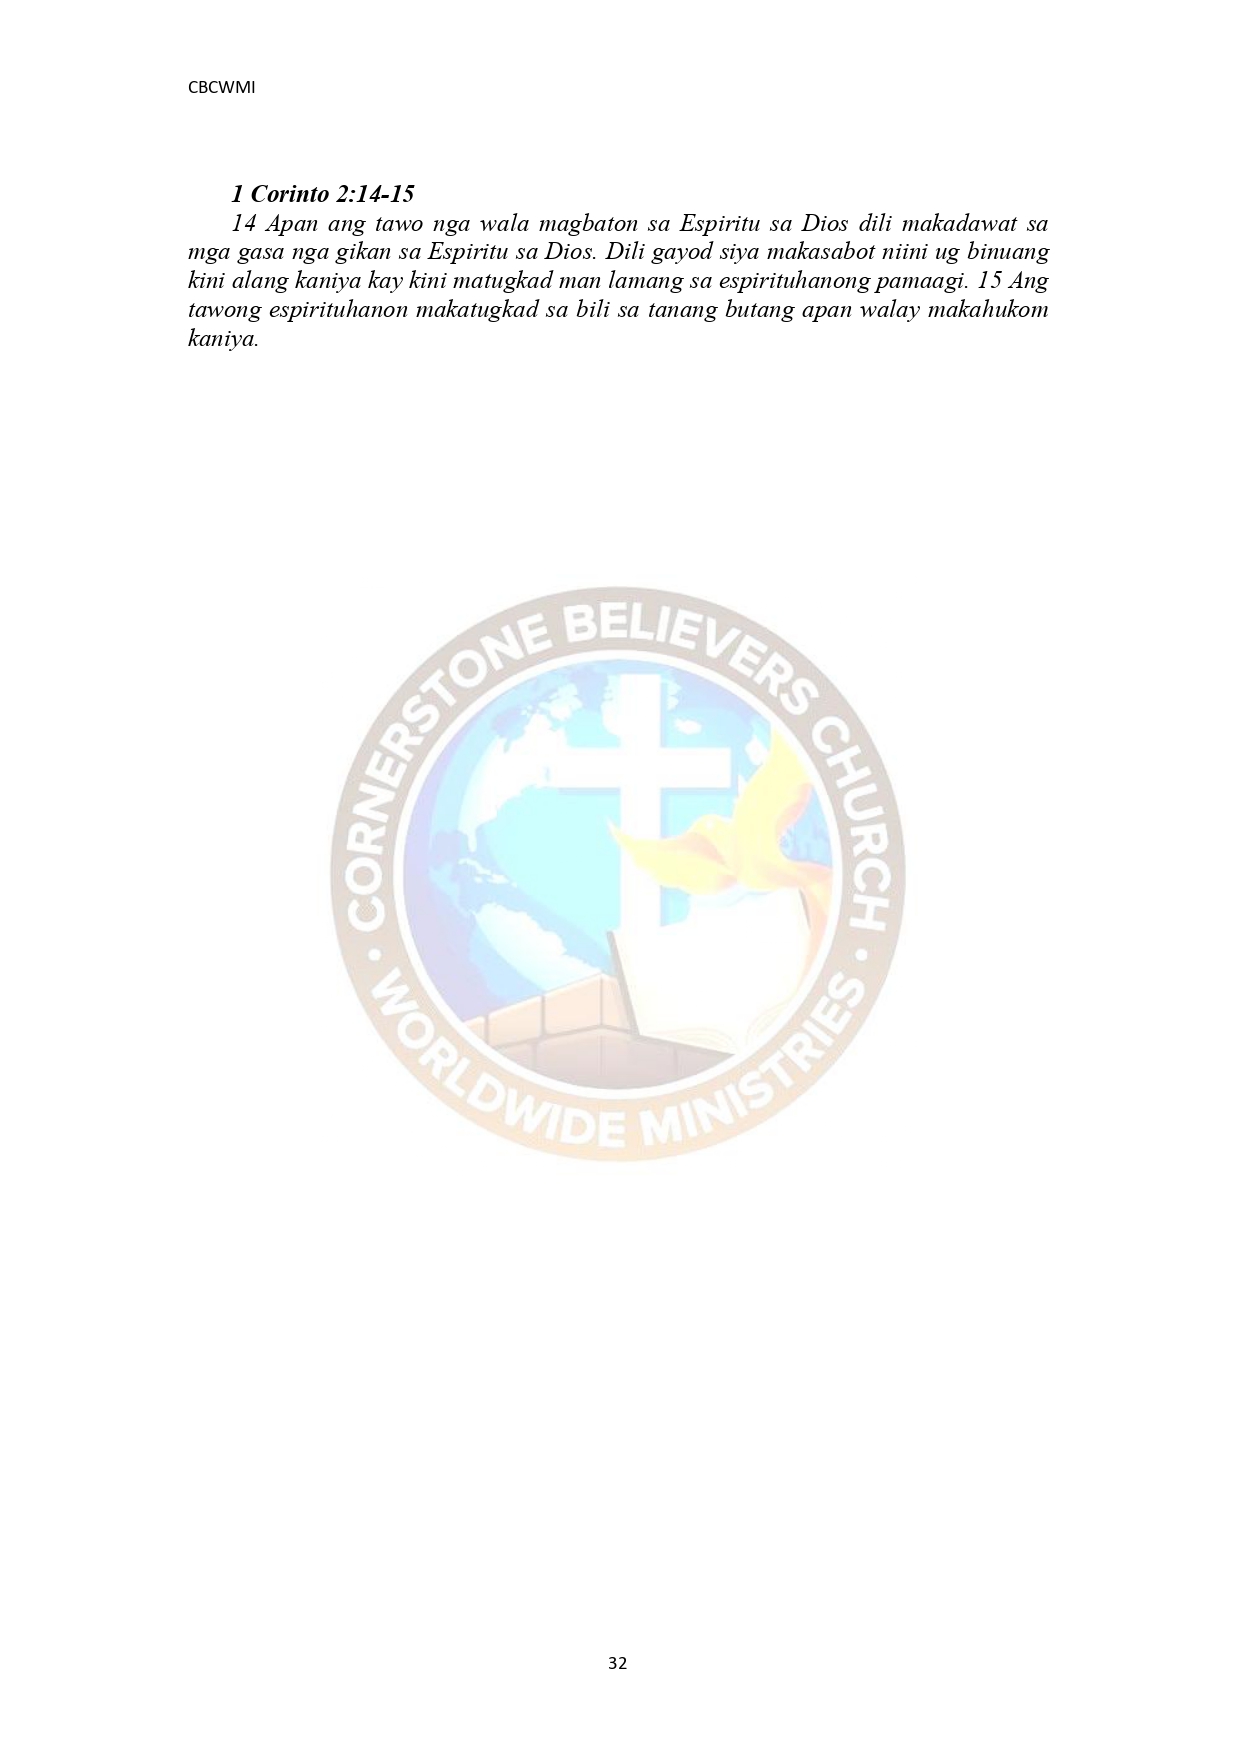 CBCWMI
1 Corinto 2:14-15
14 Apan ang tawo nga wala magbaton sa Espiritu sa Dios dili makadawat sa
mga gasa nga gikan sa Espiritu sa Dios. Dili gayod siya makasabot niini ug binuang
kini alang kaniya kay kini matugkad man lamang sa espirituhanong pamaagi. 15 Ang
tawong espirituhanon makatugkad sa bili sa tanang butang apan walay makahukom
kaniya.
CORNERSTONE BELIEVERS CHURCH
• WORLDWIDE MINISTRIES •
32